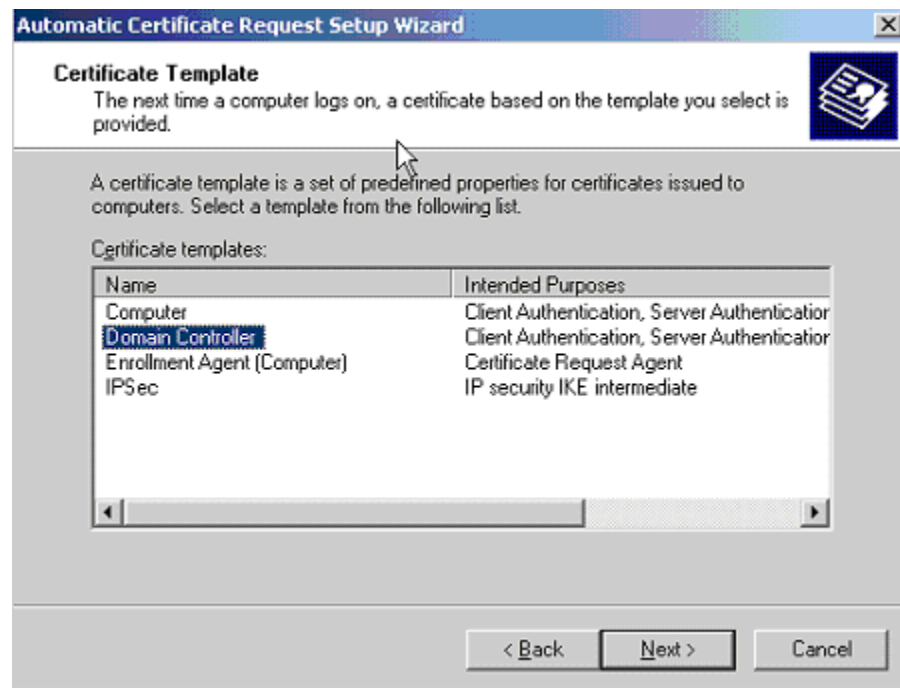 Automatic Certificate Request Setup Wizard
Certificate Template
The next time a computer logs on, a certificate based on the template you select is
provided.
A certificate template is a set of predefined properties for certificates issued to
computers. Select a template from the following list.
Certificate templates:
Name Intended Purposes
Computer Client Authentication, Server Authentication
Domain Controller Client Authentication, Server Authentication
Enrollment Agent (Computer) Certificate Request Agent
IPSec IP security IKE intermediate
< Back Next > Cancel